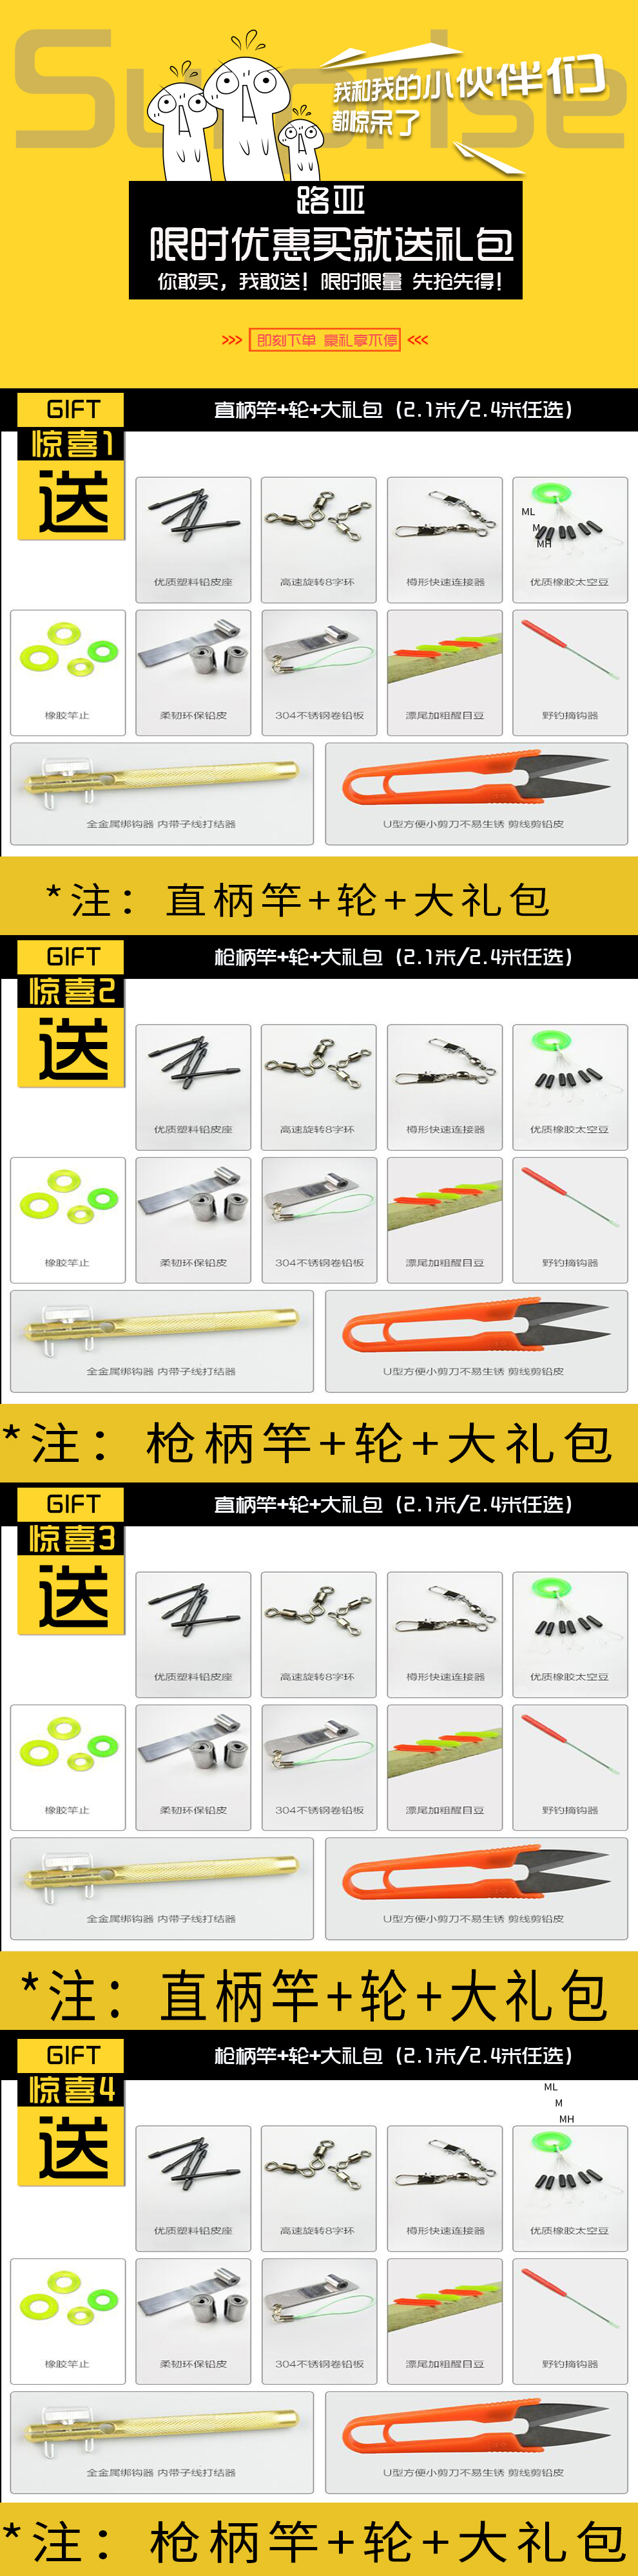 Sunrise
我和我的小伙伴们
都惊呆了
路亚
限时优惠买就送礼包
你敢买，我敢送！限时限量 先抢先得！
>>> 即刻下单 豪礼享不停 <<<
GIFT
直柄竿+轮+大礼包（2.1米/2.4米任选）
惊喜1
送
ML
M
MH
优质塑料铅皮座
高速旋转8字环
樽形快速连接器
优质橡胶太空豆
橡胶竿止
柔韧环保铅皮
304不锈钢卷铅板
漂尾加粗醒目豆
野钓摘钩器
全金属绑钩器 内带子线打结器
U型方便小剪刀不易生锈 剪线剪铅皮
*注：直柄竿+轮+大礼包
GIFT
枪柄竿+轮+大礼包（2.1米/2.4米任选）
惊喜2
送
优质塑料铅皮座
高速旋转8字环
樽形快速连接器
优质橡胶太空豆
橡胶竿止
柔韧环保铅皮
304不锈钢卷铅板
漂尾加粗醒目豆
野钓摘钩器
全金属绑钩器 内带子线打结器
U型方便小剪刀不易生锈 剪线剪铅皮
*注：枪柄竿+轮+大礼包
GIFT
直柄竿+轮+大礼包（2.1米/2.4米任选）
惊喜3
送
优质塑料铅皮座
高速旋转8字环
樽形快速连接器
优质橡胶太空豆
橡胶竿止
柔韧环保铅皮
304不锈钢卷铅板
漂尾加粗醒目豆
野钓摘钩器
全金属绑钩器 内带子线打结器
U型方便小剪刀不易生锈 剪线剪铅皮
*注：直柄竿+轮+大礼包
GIFT
枪柄竿+轮+大礼包（2.1米/2.4米任选）
惊喜4
送
ML
M
MH
优质塑料铅皮座
高速旋转8字环
樽形快速连接器
优质橡胶太空豆
橡胶竿止
柔韧环保铅皮
304不锈钢卷铅板
漂尾加粗醒目豆
野钓摘钩器
全金属绑钩器 内带子线打结器
U型方便小剪刀不易生锈 剪线剪铅皮
*注：枪柄竿+轮+大礼包